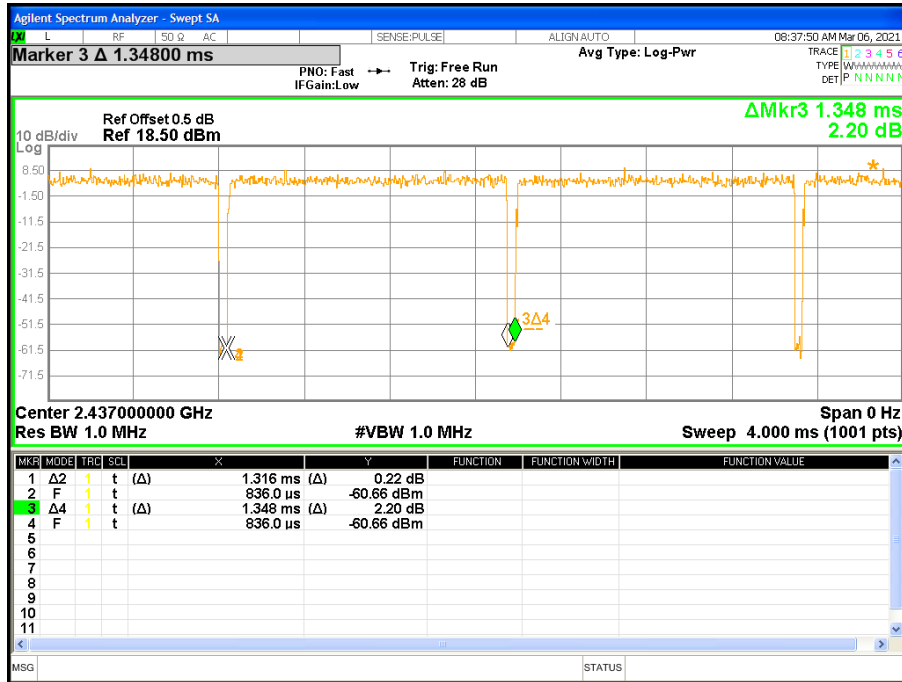 Agilent Spectrum Analyzer - Swept SA
LXI L RF 50 Ω AC SENSE:PULSE ALIGN AUTO 08:37:50 AM Mar 06, 2021
Marker 3 Δ 1.34800 ms
PNO: Fast
IFGain:Low
Trig: Free Run
Atten: 28 dB
Avg Type: Log-Pwr
TRACE 1 2 3 4 5 6
TYPE WWWWWW
DET P N N N N N
ΔMkr3 1.348 ms
2.20 dB
Ref Offset 0.5 dB
10 dB/div Ref 18.50 dBm
Log
8.50
-1.50
-11.5
-21.5
-31.5
-41.5
-51.5
3Δ4
-61.5
-71.5
Center 2.437000000 GHz Span 0 Hz
Res BW 1.0 MHz #VBW 1.0 MHz Sweep 4.000 ms (1001 pts)
MKR MODE TRC SCL X Y FUNCTION FUNCTION WIDTH FUNCTION VALUE
1 Δ2 1 t (Δ) 1.316 ms (Δ) 0.22 dB
2 F 1 t 836.0 µs -60.66 dBm
3 Δ4 1 t (Δ) 1.348 ms (Δ) 2.20 dB
4 F 1 t 836.0 µs -60.66 dBm
5
6
7
8
9
10
11
MSG STATUS